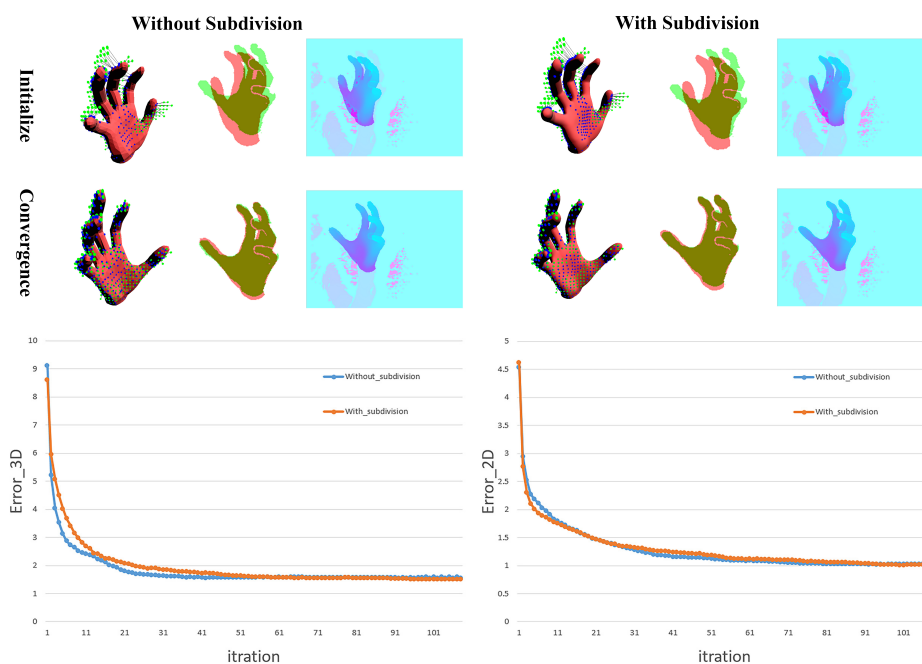 Without Subdivision
With Subdivision
Initialize
Convergence
10
9
8
7
6
5
4
3
2
1
0
Error_3D
Without_subdivision
With_subdivision
1 11 21 31 41 51 61 71 81 91 101
itration
5
4.5
4
3.5
3
2.5
2
1.5
1
0.5
0
Error_2D
Without_subdivision
With_subdivision
1 11 21 31 41 51 61 71 81 91 101
itration